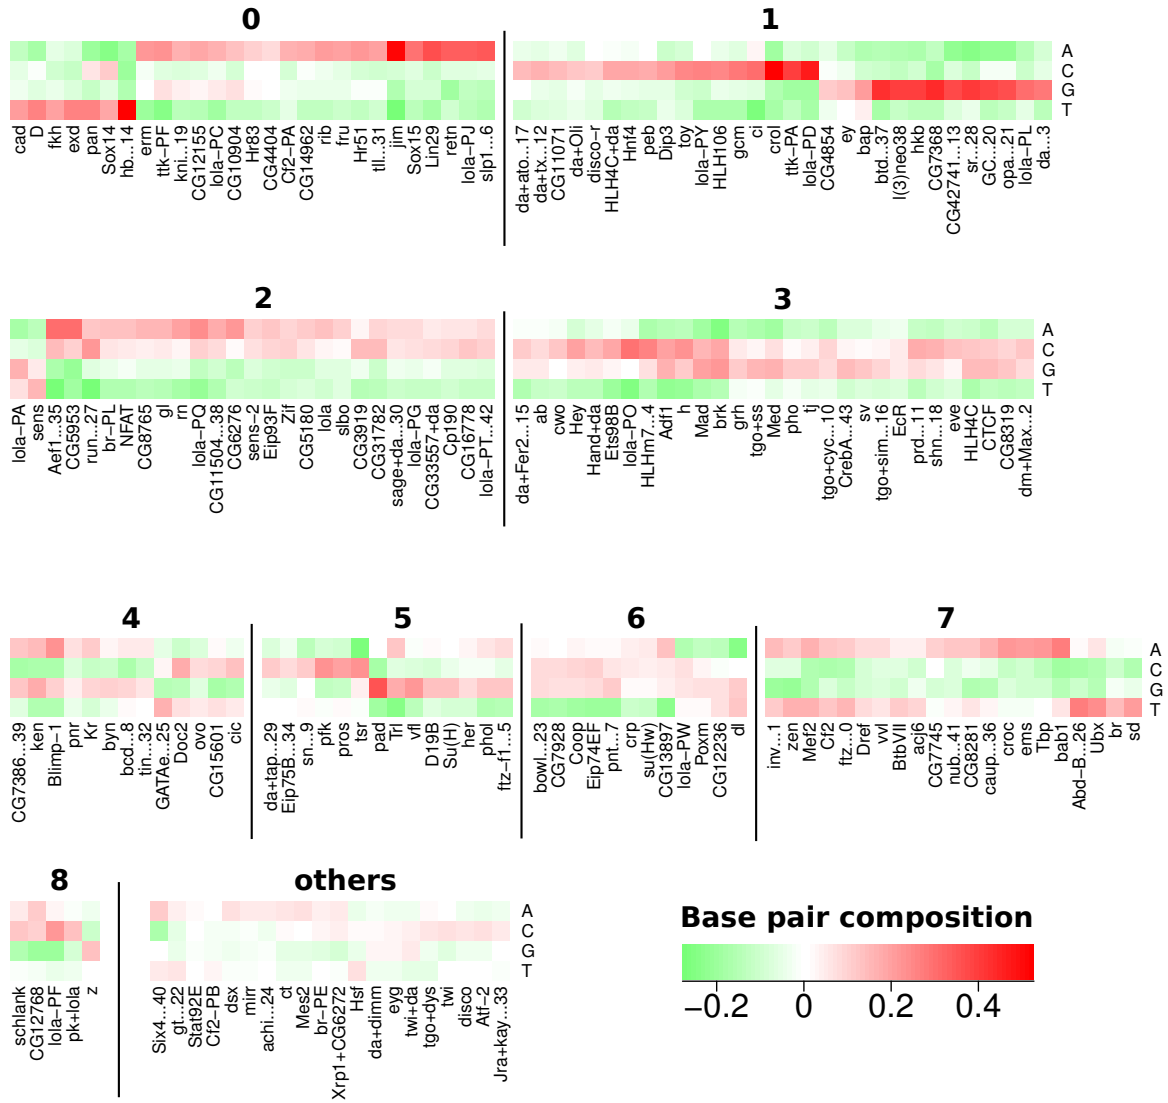 0
1
A
C
G
T
cad
D
fkh
exd
pan
Sox14
hb...14
erm
ttk−PF
kni...19
CG12155
lola−PC
CG10904
Hr83
CG4404
Cf2−PA
CG14962
rib
fru
Hr51
tll...31
jim
Sox15
Lin29
retn
lola−PJ
slp1...6
da+ato...17
da+tx...12
CG11071
da+Oli
disco−r
HLH4C+da
Hnf4
peb
Dip3
toy
lola−PY
HLH106
gcm
ci
crol
ttk−PA
lola−PD
CG4854
ey
bap
btd...37
l(3)neo38
hkb
CG7368
CG42741...13
sr...28
GC...20
opa...21
lola−PL
da...3
2
3
A
C
G
T
lola−PA
sens
Aef1...35
CG5953
run...27
br−PL
NFAT
CG8765
gl
rn
lola−PQ
CG11504...38
CG6276
sens−2
Eip93F
Zif
CG5180
lola
slbo
CG3919
CG31782
sage+da...30
lola−PG
CG33557+da
Cp190
CG16778
lola−PT...42
da+Fer2...15
ab
cwo
Hey
Hand+da
Ets98B
lola−PO
HLHm7...4
Adf1
h
Mad
brk
grh
tgo+ss
Med
pho
tj
tgo+cyc...10
CrebA...43
sv
tgo+sim...16
EcR
prd...11
shn...18
eve
HLH4C
CTCF
CG8319
dm+Max...2
4
5
6
7
A
C
G
T
CG7386...39
ken
Blimp−1
pnr
Kr
byn
bcd...8
tin...32
GATAe...25
Doc2
ovo
CG15601
cic
da+tap...29
Eip75B...34
sn...9
pfk
pros
tsr
pad
Trl
vfl
D19B
Su(H)
her
phol
ftz−f1...5
bowl...23
CG7928
Coop
Eip74EF
pnt...7
crp
su(Hw)
CG13897
lola−PW
Poxm
CG12236
dl
inv...1
zen
Mef2
Cf2
ftz...0
Dref
vvl
BtbVII
acj6
CG7745
nub...41
CG8281
caup...36
croc
ems
Tbp
bab1
Abd−B...26
Ubx
br
sd
8
others
A
C
G
T
schlank
CG12768
lola−PF
pk+lola
z
Six4...40
gt...22
Stat92E
Cf2−PB
dsx
mirr
achi...24
ct
Mes2
br−PE
Xrp1+CG6272
Hsf
da+dimm
eyg
twi+da
tgo+dys
twi
disco
Atf−2
Jra+kay...33
Base pair composition
−0.2
0
0.2
0.4